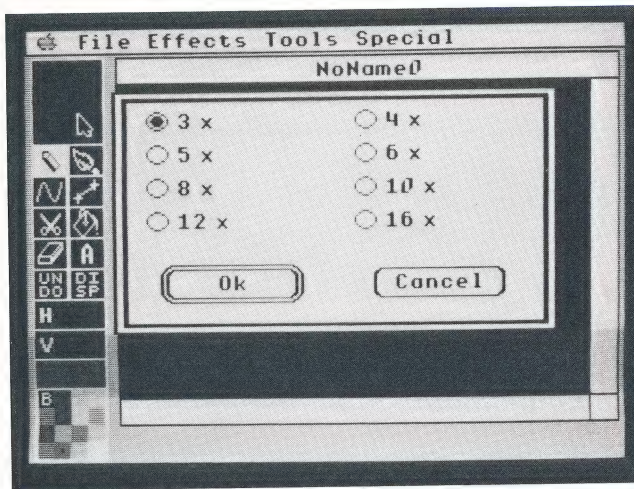 File Effects Tools Special
NoName0
3 x
4 x
5 x
6 x
8 x
10 x
12 x
16 x
Ok
Cancel
A
UN
DO
DI
SP
H
V
B